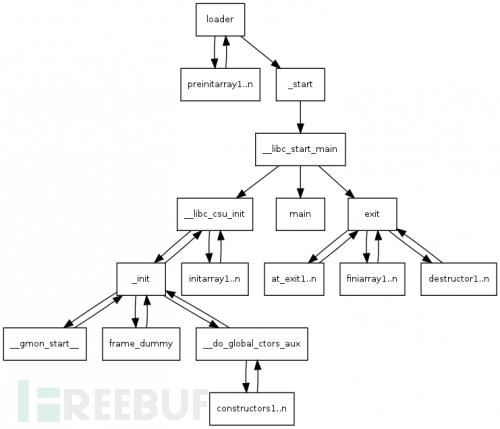 loader
preinitarray1..n
_start
__libc_start_main
__libc_csu_init
main
exit
_init
initarray1..n
at_exit1..n
finiarray1..n
destructor1..n
__gmon_start__
frame_dummy
__do_global_ctors_aux
constructors1..n
FREEBUF